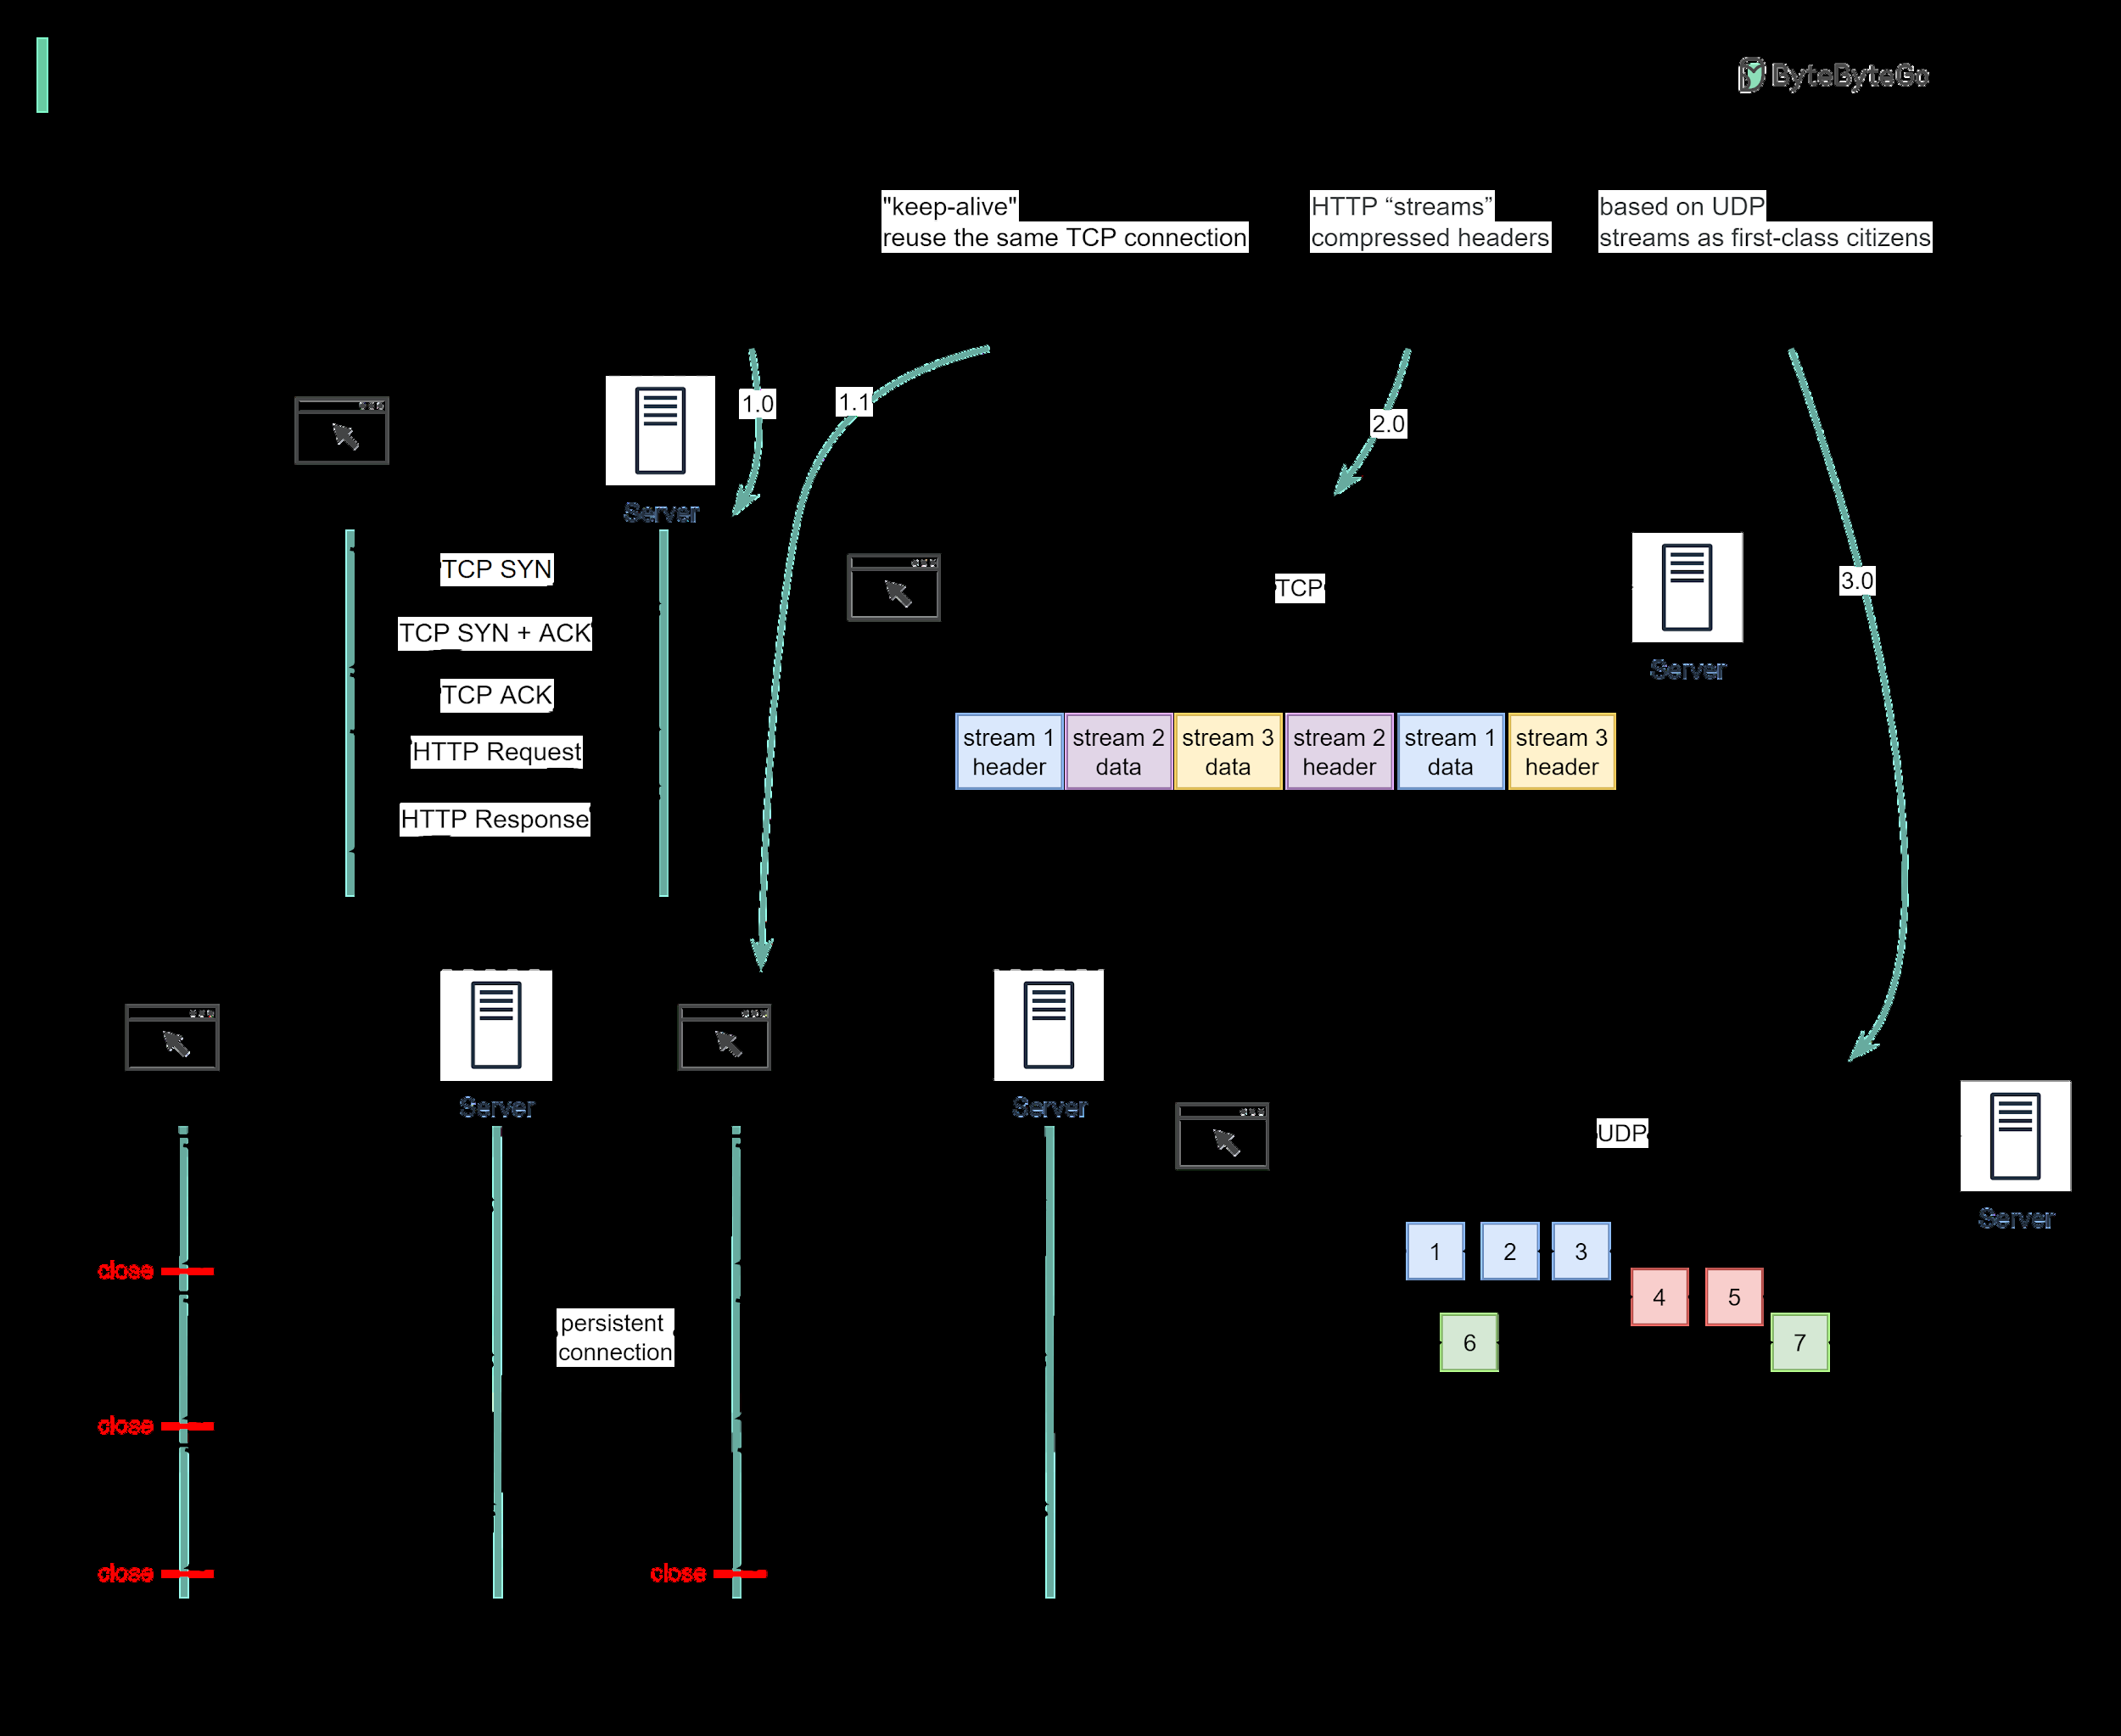 ByteByteGo
"keep-alive"
reuse the same TCP connection
HTTP “streams”
compressed headers
based on UDP
streams as first-class citizens
1.0
1.1
2.0
3.0
Server
TCP SYN
TCP SYN + ACK
TCP ACK
HTTP Request
HTTP Response
TCP
Server
stream 1
header
stream 2
data
stream 3
data
stream 2
header
stream 1
data
stream 3
header
Server
close
close
close
Server
persistent
connection
close
UDP
Server
1
2
3
4
5
6
7